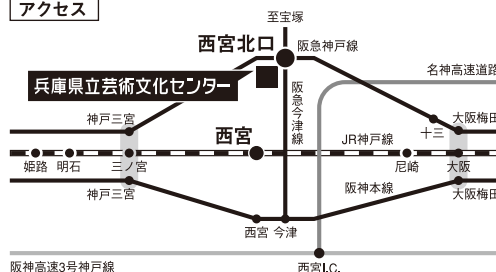 アクセス
至宝塚
西宮北口
阪急神戸線
名神高速道路
兵庫県立芸術文化センター
阪急今津線
神戸三宮
十三
大阪梅田
西宮
JR神戸線
姫路
明石
三ノ宮
尼崎
大阪
神戸三宮
阪神本線
大阪梅田
西宮
今津
阪神高速3号神戸線
西宮I.C.